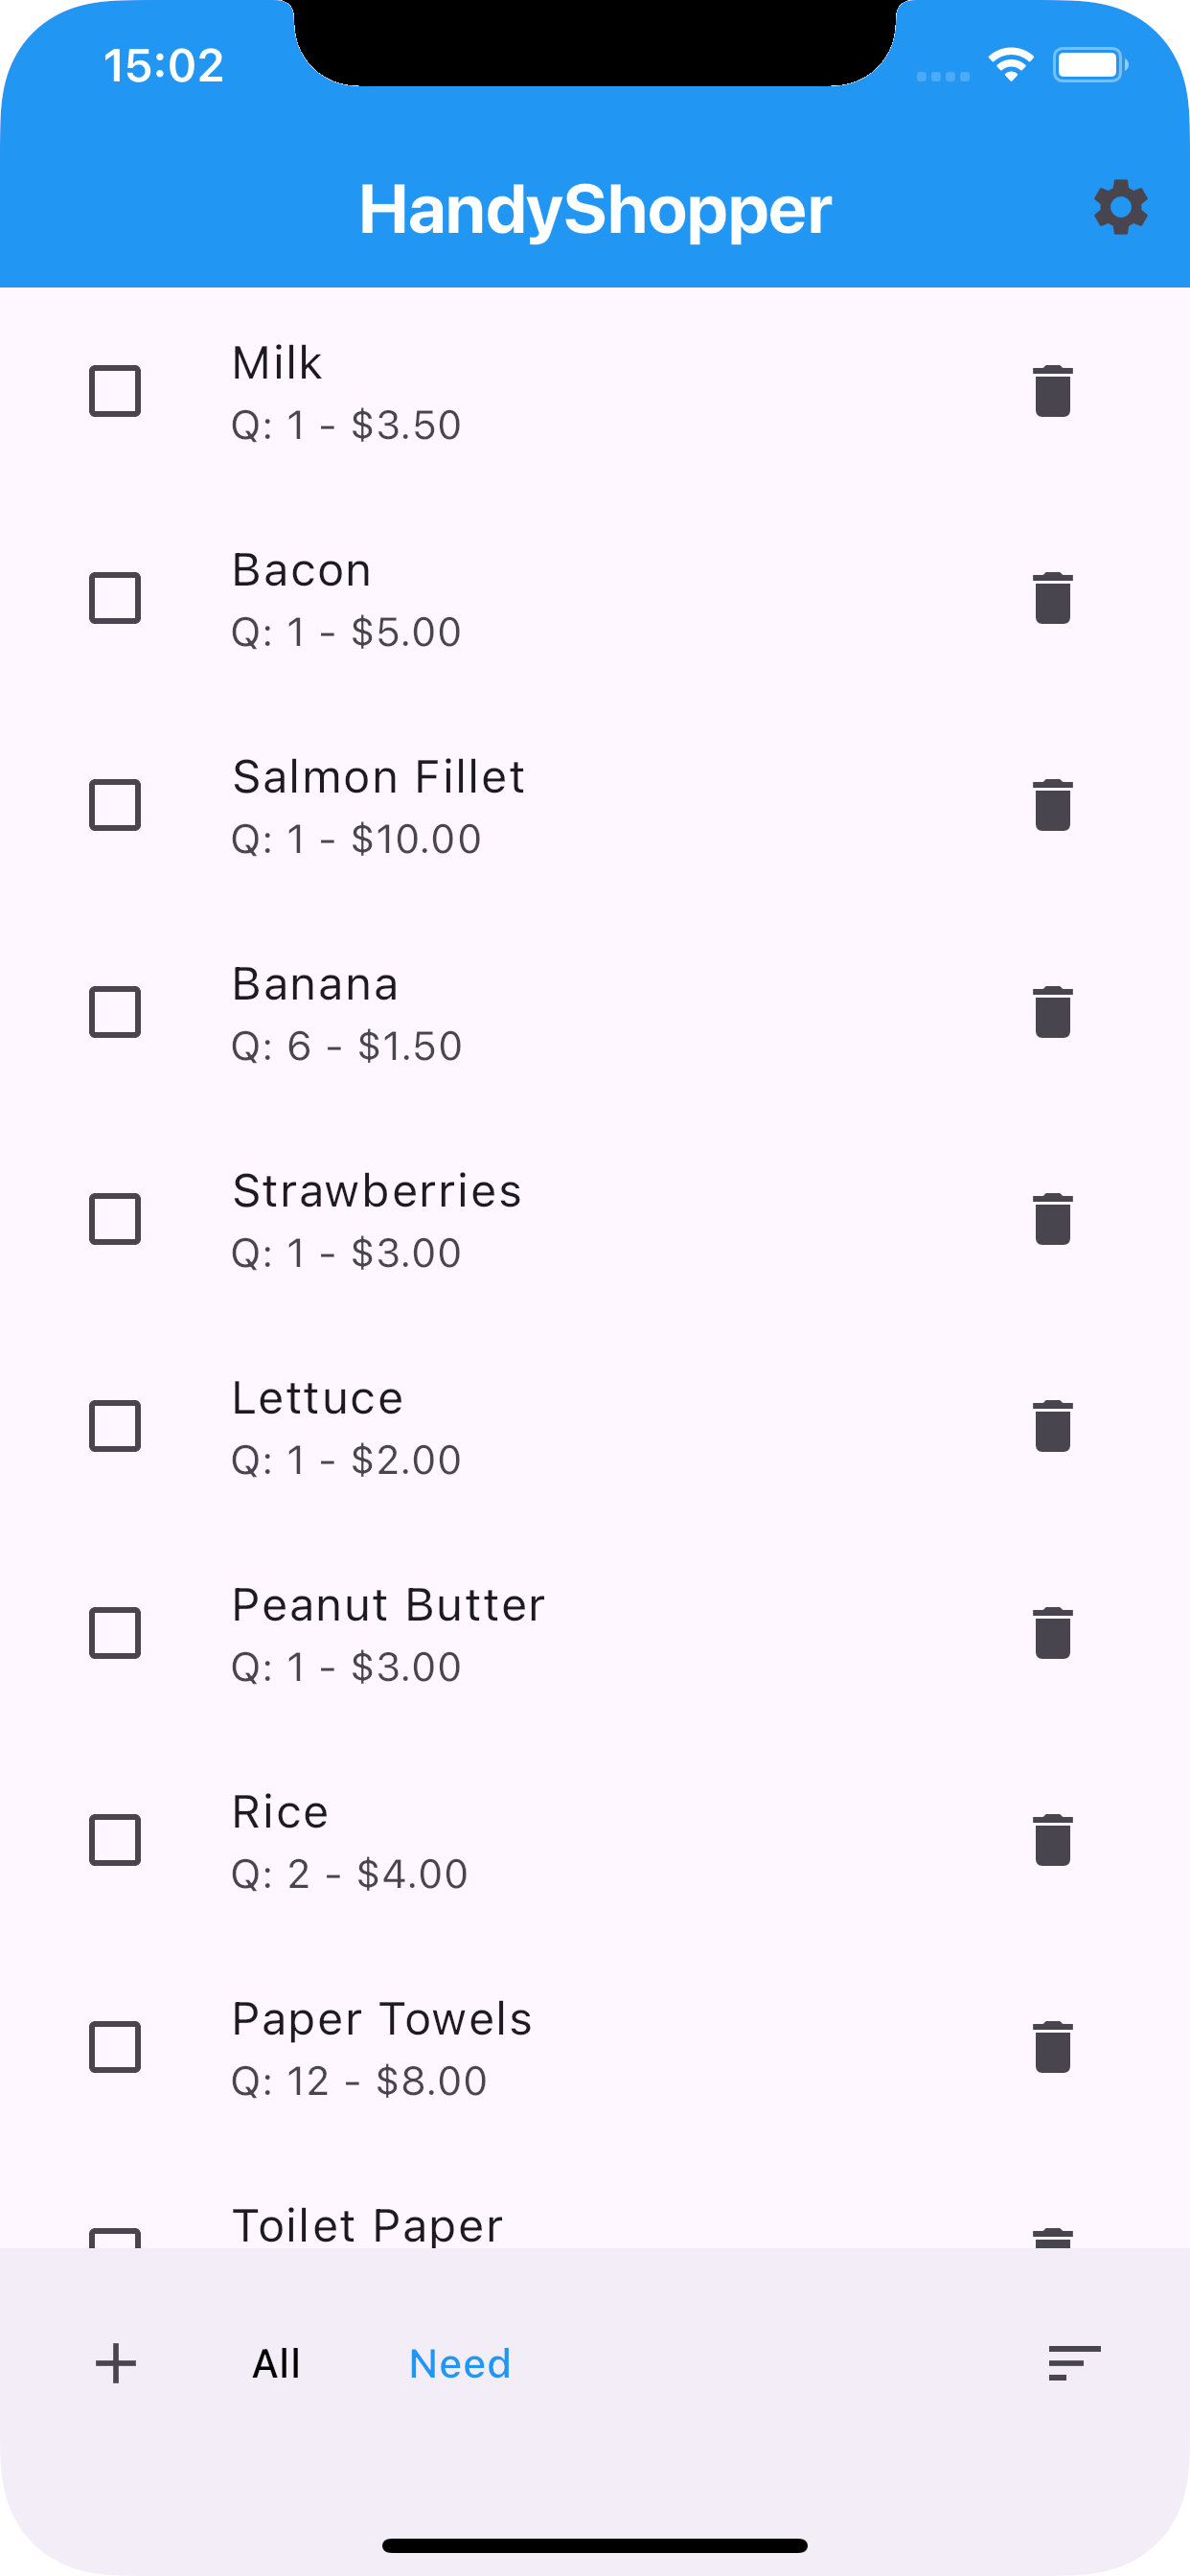 15:02
HandyShopper
Milk
Q: 1 - $3.50
Bacon
Q: 1 - $5.00
Salmon Fillet
Q: 1 - $10.00
Banana
Q: 6 - $1.50
Strawberries
Q: 1 - $3.00
Lettuce
Q: 1 - $2.00
Peanut Butter
Q: 1 - $3.00
Rice
Q: 2 - $4.00
Paper Towels
Q: 12 - $8.00
Toilet Paper
All Need